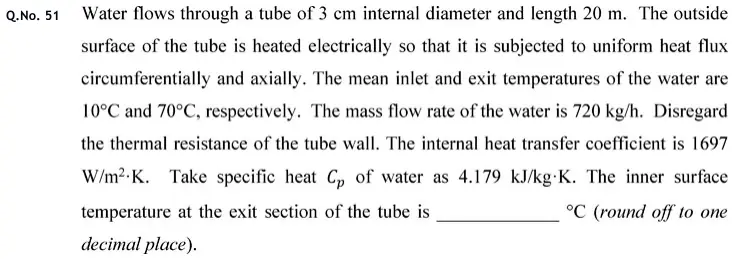 Q.No. 51 Water flows through a tube of 3 cm internal diameter and length 20 m. The outside
surface of the tube is heated electrically so that it is subjected to uniform heat flux
circumferentially and axially. The mean inlet and exit temperatures of the water are
10°C and 70°C, respectively. The mass flow rate of the water is 720 kg/h. Disregard
the thermal resistance of the tube wall. The internal heat transfer coefficient is 1697
W/m²·K. Take specific heat Cₚ of water as 4.179 kJ/kg·K. The inner surface
temperature at the exit section of the tube is ____________ °C (round off to one
decimal place).